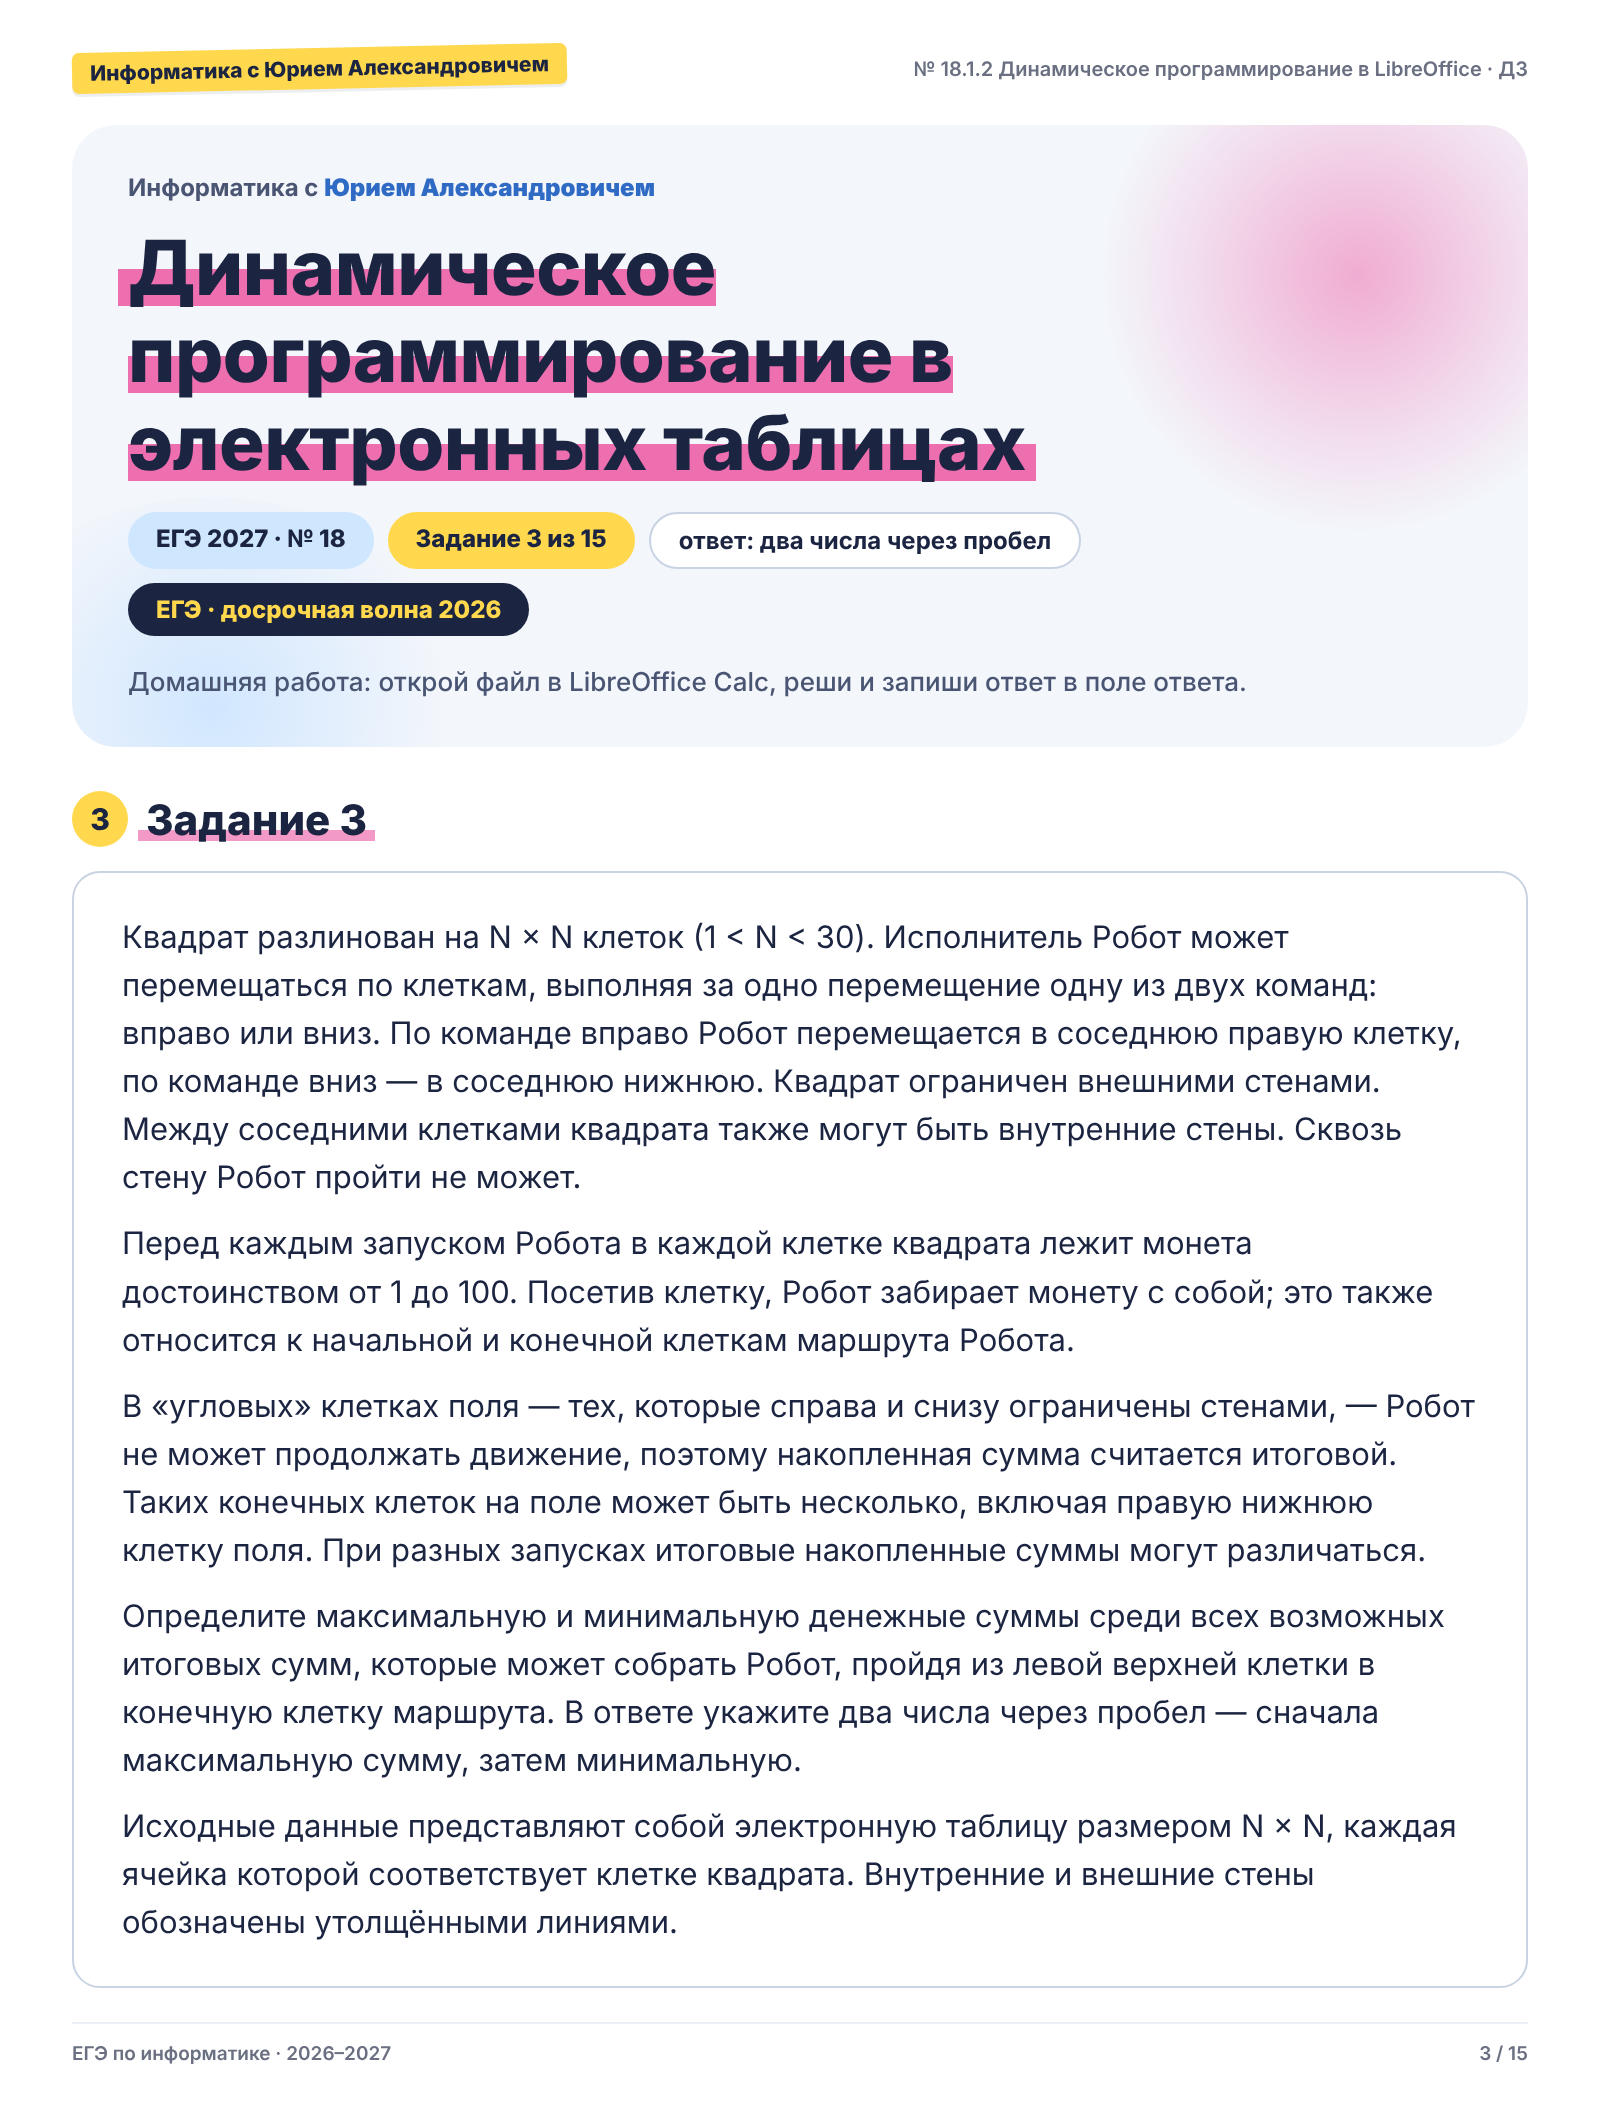 Информатика с Юрием Александровичем
№ 18.1.2 Динамическое программирование в LibreOffice · ДЗ
Информатика с Юрием Александровичем
Динамическое
программирование в
электронных таблицах
ЕГЭ 2027 · № 18
Задание 3 из 15
ответ: два числа через пробел
ЕГЭ · досрочная волна 2026
Домашняя работа: открой файл в LibreOffice Calc, реши и запиши ответ в поле ответа.
3 Задание 3
Квадрат разлинован на N × N клеток (1 < N < 30). Исполнитель Робот может
перемещаться по клеткам, выполняя за одно перемещение одну из двух команд:
вправо или вниз. По команде вправо Робот перемещается в соседнюю правую клетку,
по команде вниз — в соседнюю нижнюю. Квадрат ограничен внешними стенами.
Между соседними клетками квадрата также могут быть внутренние стены. Сквозь
стену Робот пройти не может.
Перед каждым запуском Робота в каждой клетке квадрата лежит монета
достоинством от 1 до 100. Посетив клетку, Робот забирает монету с собой; это также
относится к начальной и конечной клеткам маршрута Робота.
В «угловых» клетках поля — тех, которые справа и снизу ограничены стенами, — Робот
не может продолжать движение, поэтому накопленная сумма считается итоговой.
Таких конечных клеток на поле может быть несколько, включая правую нижнюю
клетку поля. При разных запусках итоговые накопленные суммы могут различаться.
Определите максимальную и минимальную денежные суммы среди всех возможных
итоговых сумм, которые может собрать Робот, пройдя из левой верхней клетки в
конечную клетку маршрута. В ответе укажите два числа через пробел — сначала
максимальную сумму, затем минимальную.
Исходные данные представляют собой электронную таблицу размером N × N, каждая
ячейка которой соответствует клетке квадрата. Внутренние и внешние стены
обозначены утолщёнными линиями.
ЕГЭ по информатике · 2026–2027
3 / 15